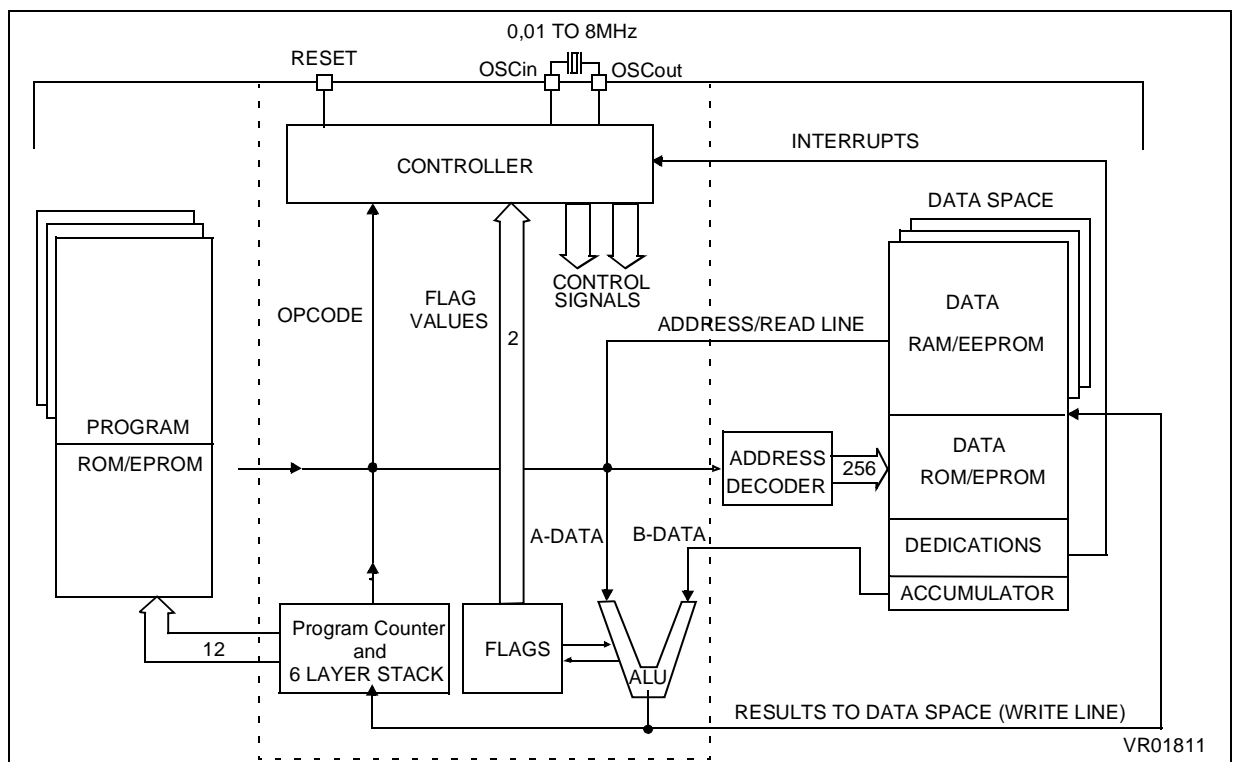 0,01 TO 8MHz
RESET
OSCin
OSCout
INTERRUPTS
CONTROLLER
DATA SPACE
OPCODE
FLAG
VALUES
2
CONTROL
SIGNALS
ADDRESS/READ LINE
DATA
RAM/EEPROM
PROGRAM
ROM/EPROM
ADDRESS
DECODER
256
DATA
ROM/EPROM
A-DATA
B-DATA
DEDICATIONS
ACCUMULATOR
12
Program Counter
and
6 LAYER STACK
FLAGS
ALU
RESULTS TO DATA SPACE (WRITE LINE)
VR01811